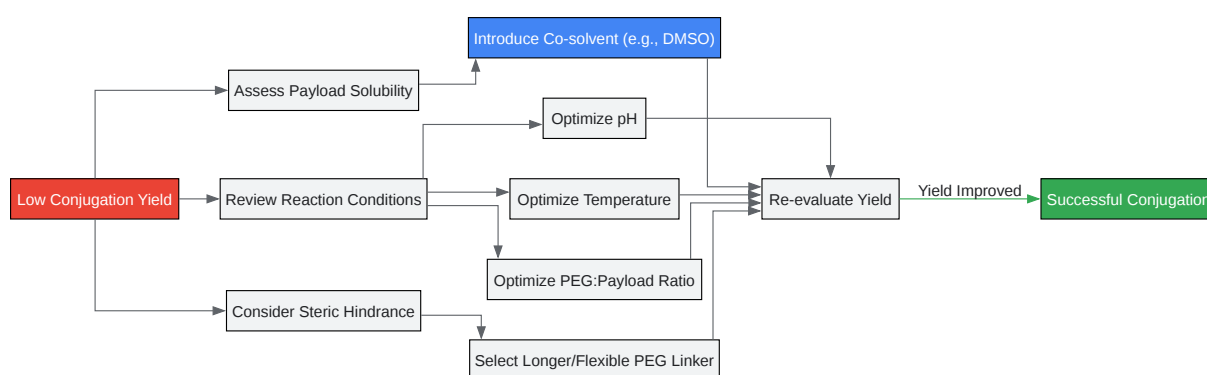 Introduce Co-solvent (e.g., DMSO)
Assess Payload Solubility
Optimize pH
Low Conjugation Yield
Review Reaction Conditions
Optimize Temperature
Re-evaluate Yield
Yield Improved
Successful Conjugation
Optimize PEG:Payload Ratio
Consider Steric Hindrance
Select Longer/Flexible PEG Linker